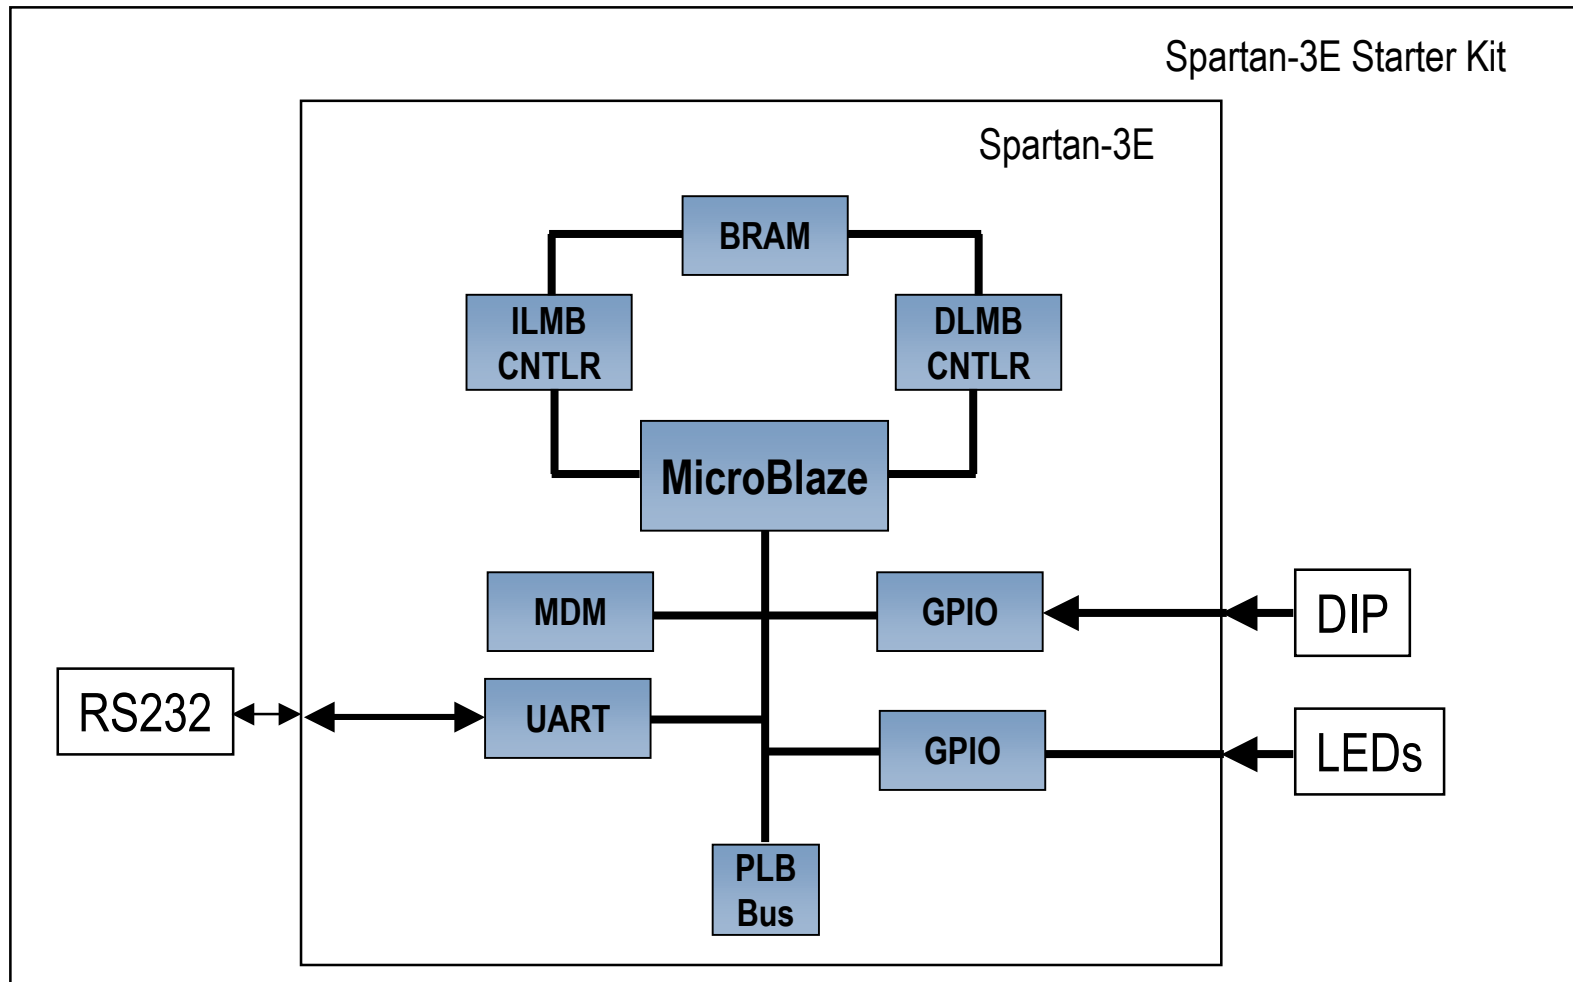 Spartan-3E Starter Kit
Spartan-3E
BRAM
ILMB
CNTLR
DLMB
CNTLR
MicroBlaze
MDM
GPIO
DIP
RS232
UART
GPIO
LEDs
PLB
Bus